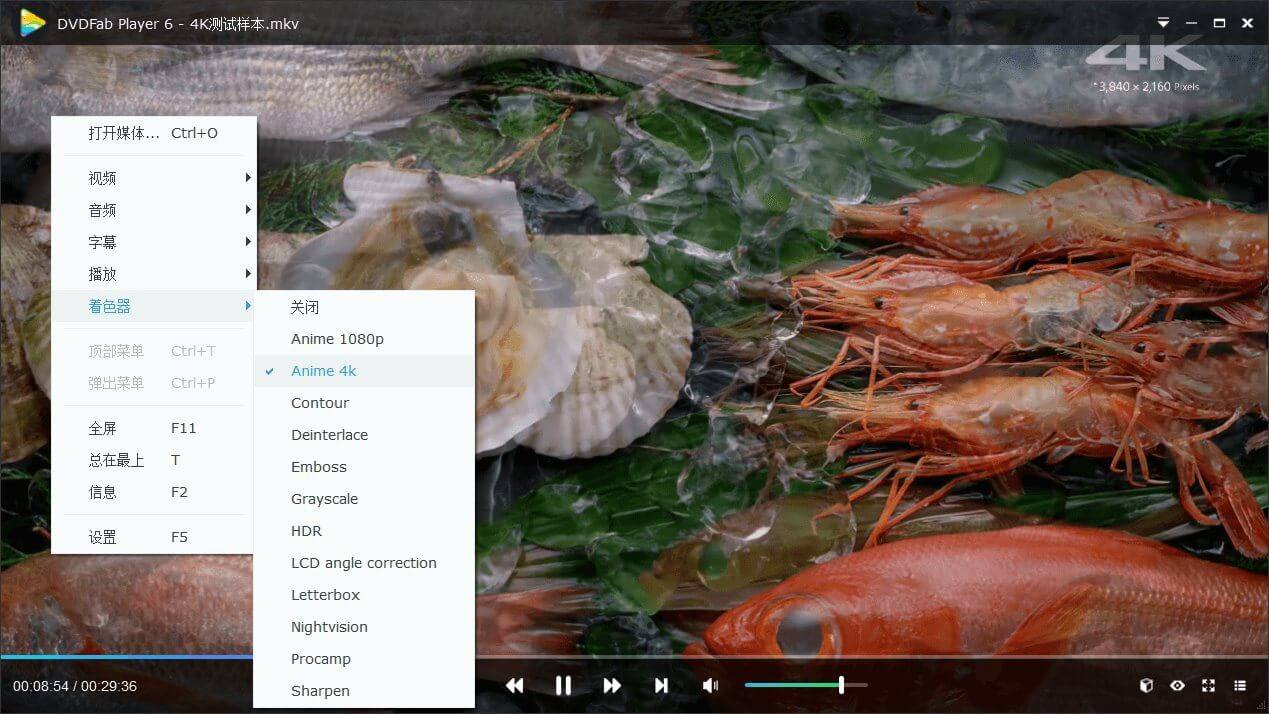 DVDFab Player 6 - 4K测试样本.mkv
4K
*3,840 × 2,160 Pixels
打开媒体... Ctrl+O
视频
音频
字幕
播放
着色器
顶部菜单 Ctrl+T
弹出菜单 Ctrl+P
全屏 F11
总在最上 T
信息 F2
设置 F5
关闭
Anime 1080p
Anime 4k
Contour
Deinterlace
Emboss
Grayscale
HDR
LCD angle correction
Letterbox
Nightvision
Procamp
Sharpen
00:08:54 / 00:29:36